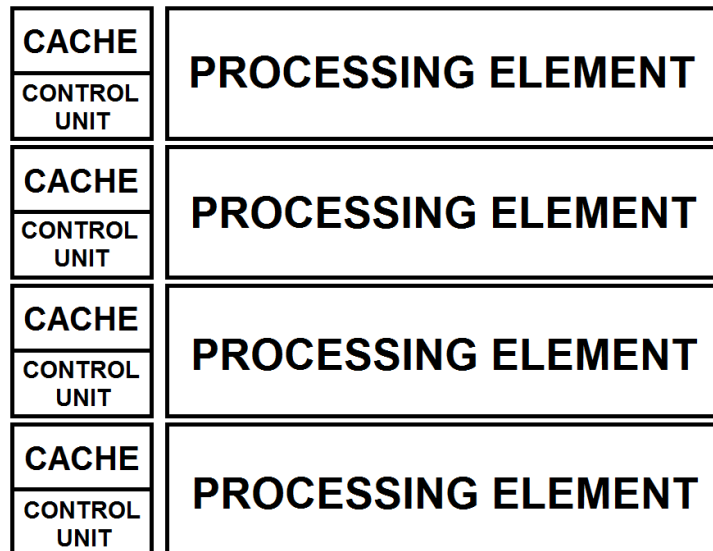 CACHE
CONTROL
UNIT
PROCESSING ELEMENT
CACHE
CONTROL
UNIT
PROCESSING ELEMENT
CACHE
CONTROL
UNIT
PROCESSING ELEMENT
CACHE
CONTROL
UNIT
PROCESSING ELEMENT